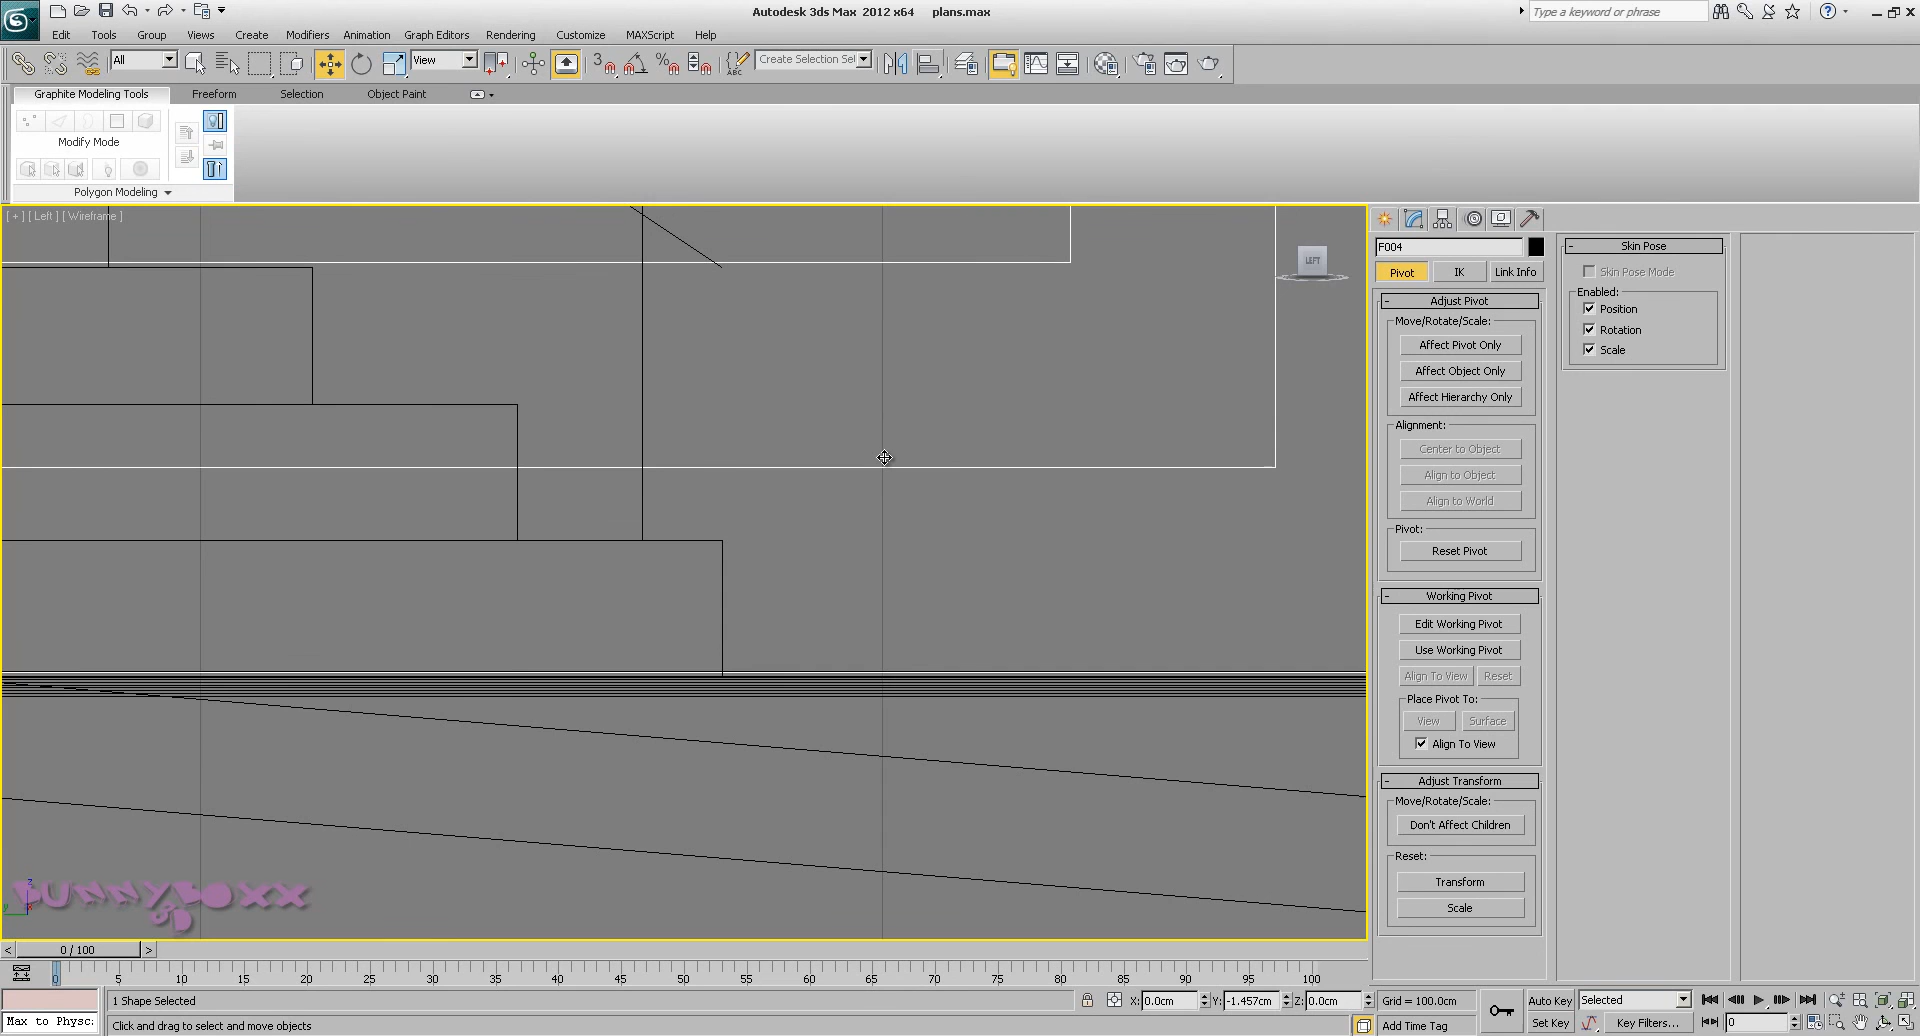 Autodesk 3ds Max 2012 x64 plans.max
Type a keyword or phrase
Edit Tools Group Views Create Modifiers Animation Graph Editors Rendering Customize MAXScript Help
All
View
3
ABC
Create Selection Sel
Graphite Modeling Tools Freeform Selection Object Paint
Modify Mode
Polygon Modeling
[ + ] [ Left ] [ Wireframe ]
LEFT
F004
Pivot IK Link Info
- Adjust Pivot
Move/Rotate/Scale:
Affect Pivot Only
Affect Object Only
Affect Hierarchy Only
Alignment:
Center to Object
Align to Object
Align to World
Pivot:
Reset Pivot
- Working Pivot
Edit Working Pivot
Use Working Pivot
Align To View Reset
Place Pivot To:
View Surface
Align To View
- Adjust Transform
Move/Rotate/Scale:
Don't Affect Children
Reset:
Transform
Scale
- Skin Pose
Skin Pose Mode
Enabled:
Position
Rotation
Scale
z
y
BUNNYBOXX
3D
< 0 / 100 >
0 5 10 15 20 25 30 35 40 45 50 55 60 65 70 75 80 85 90 95 100
1 Shape Selected
X: 0.0cm Y: -1.457cm Z: 0.0cm
Grid = 100.0cm
Auto Key
Selected
Max to Physc:
Click and drag to select and move objects
Add Time Tag
Set Key
Key Filters...
0